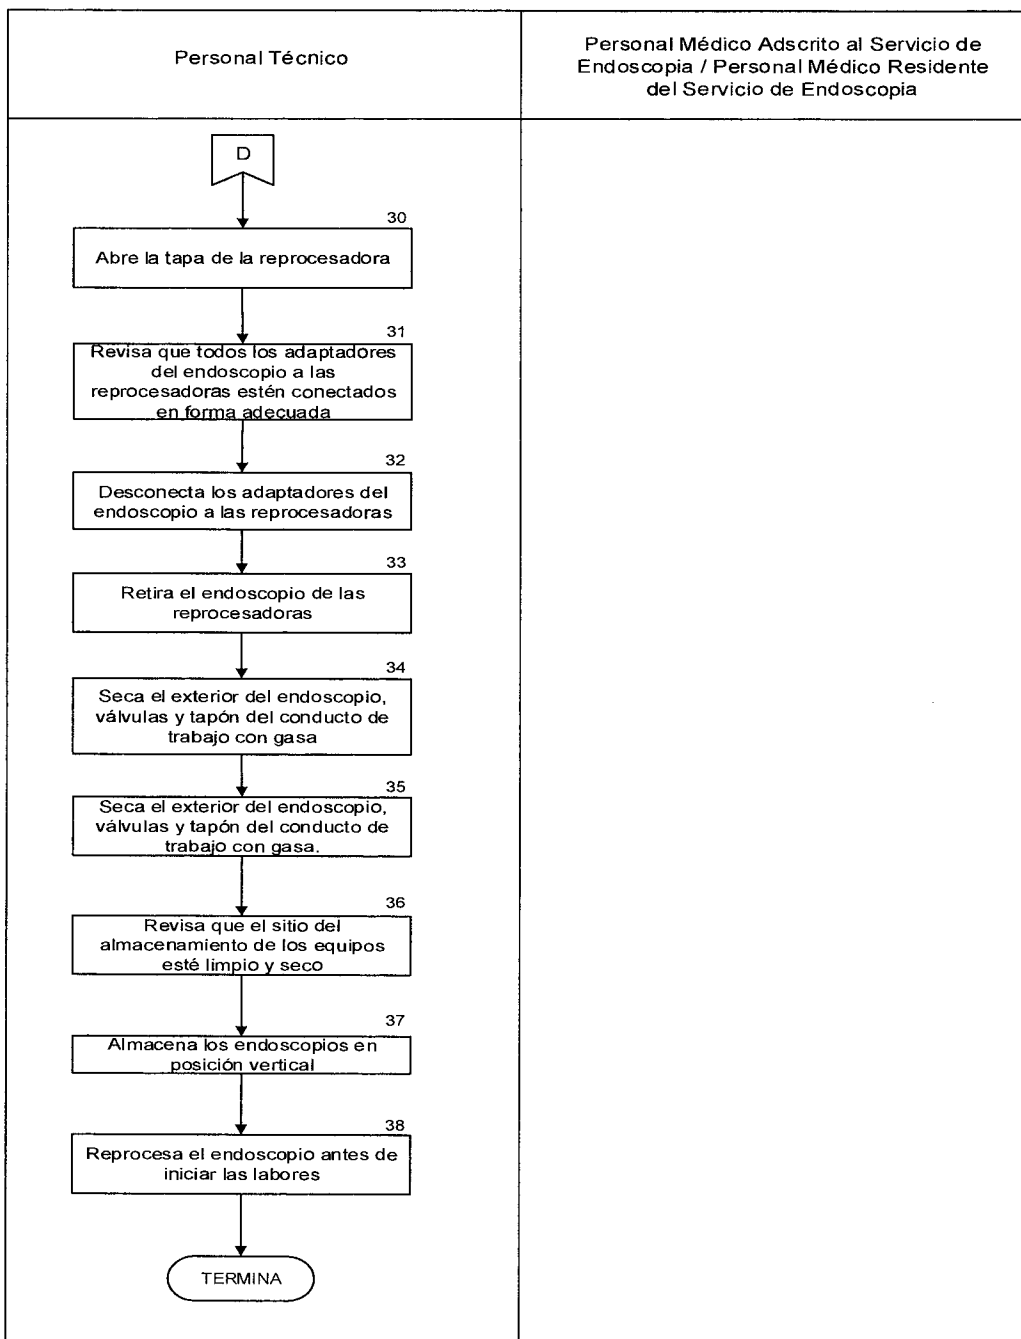 Personal Técnico
Personal Médico Adscrito al Servicio de
Endoscopia / Personal Médico Residente
del Servicio de Endoscopia
D
30
Abre la tapa de la reprocesadora
31
Revisa que todos los adaptadores
del endoscopio a las
reprocesadoras estén conectados
en forma adecuada
32
Desconecta los adaptadores del
endoscopio a las reprocesadoras
33
Retira el endoscopio de las
reprocesadoras
34
Seca el exterior del endoscopio,
válvulas y tapón del conducto de
trabajo con gasa
35
Seca el exterior del endoscopio,
válvulas y tapón del conducto de
trabajo con gasa.
36
Revisa que el sitio del
almacenamiento de los equipos
esté limpio y seco
37
Almacena los endoscopios en
posición vertical
38
Reprocesa el endoscopio antes de
iniciar las labores
TERMINA